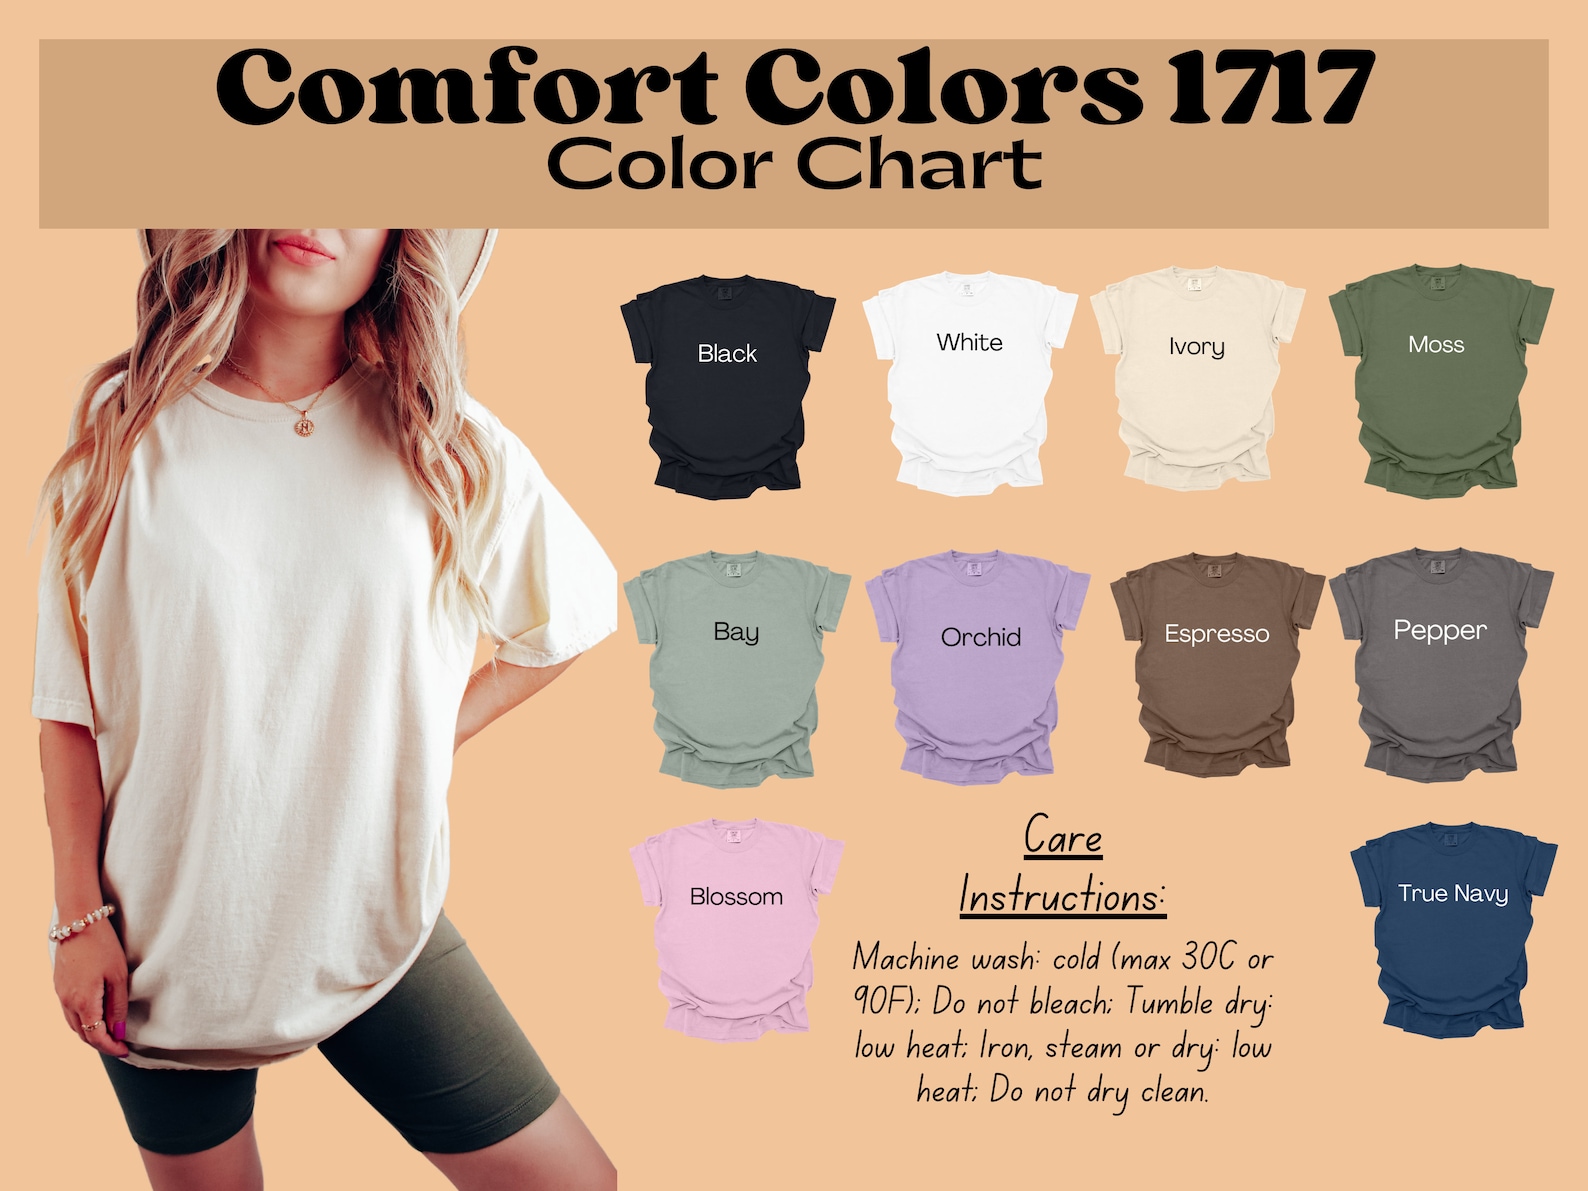 Comfort Colors 1717
Color Chart
Black
White
Ivory
Moss
Bay
Orchid
Espresso
Pepper
Blossom
True Navy
Care
Instructions:
Machine wash: cold (max 30C or
90F); Do not bleach; Tumble dry:
low heat; Iron, steam or dry: low
heat; Do not dry clean.